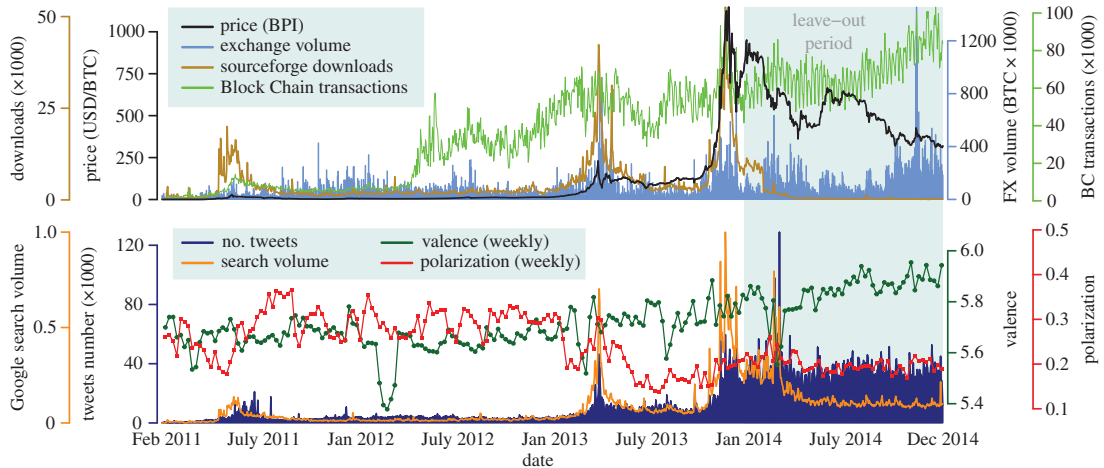 50
25
0
downloads (×1000)
1000
750
500
250
0
price (USD/BTC)
price (BPI)
exchange volume
sourceforge downloads
Block Chain transactions
leave−out
period
1200
800
400
0
FX volume (BTC × 1000)
100
80
60
40
20
0
BC transactions (×1000)
1.0
0.5
0
Google search volume
120
80
40
0
tweets number (×1000)
no. tweets
search volume
valence (weekly)
polarization (weekly)
6.0
5.8
5.6
5.4
valence
0.5
0.4
0.3
0.2
0.1
polarization
Feb 2011
July 2011
Jan 2012
July 2012
Jan 2013
July 2013
Jan 2014
July 2014
Dec 2014
date